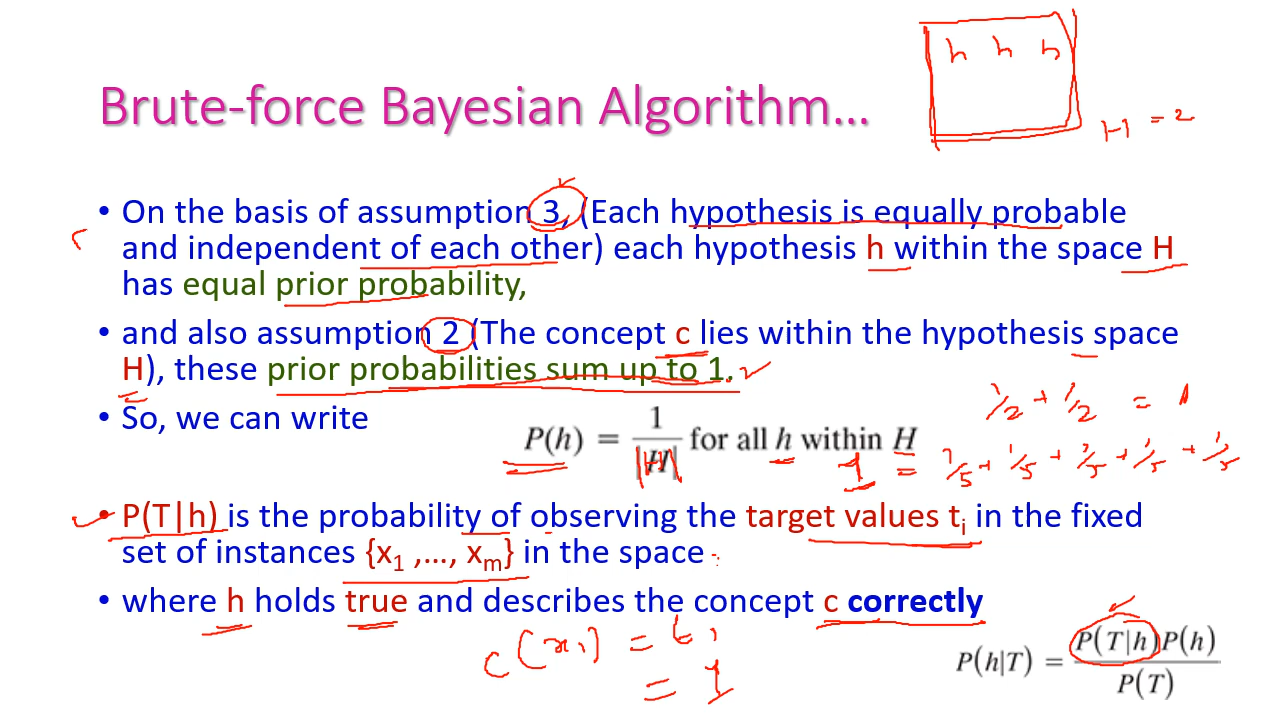 h h h
H = 2
Brute-force Bayesian Algorithm…
• On the basis of assumption 3, (Each hypothesis is equally probable
and independent of each other) each hypothesis h within the space H
has equal prior probability,
• and also assumption 2 (The concept c lies within the hypothesis space
H), these prior probabilities sum up to 1.
1/2 + 1/2 = 1
• So, we can write
P(h) = 1/|H| for all h within H
1 = 1/5 + 1/5 + 1/5 + 1/5 + 1/5
• P(T|h) is the probability of observing the target values tᵢ in the fixed
set of instances {x₁ ,…, xₘ} in the space
• where h holds true and describes the concept c correctly
c(xᵢ) = tᵢ
= 1
P(h|T) = P(T|h)P(h)/P(T)